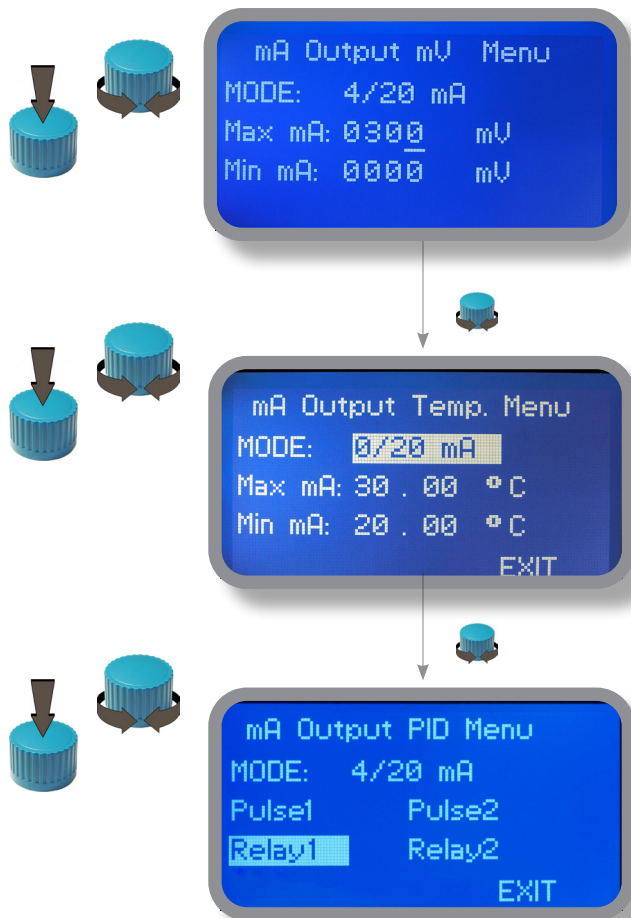 mA Output mV Menu
MODE: 4/20 mA
Max mA: 0300 mV
Min mA: 0000 mV
mA Output Temp. Menu
MODE: 0/20 mA
Max mA: 30 . 00 °C
Min mA: 20 . 00 °C
EXIT
mA Output PID Menu
MODE: 4/20 mA
Pulse1 Pulse2
Relay1 Relay2
EXIT